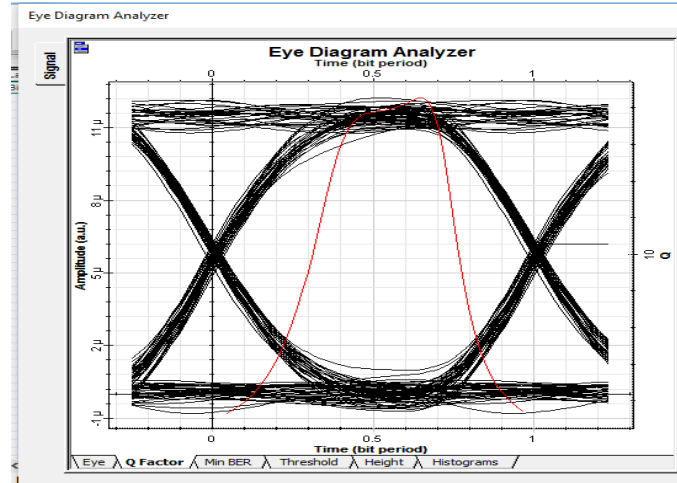 Eye Diagram Analyzer
Signal
Eye Diagram Analyzer
Time (bit period)
0 0.5 1
Amplitude (a.u.)
11 µ
8 µ
5 µ
2 µ
-1 µ
10
Q
0 0.5 1
Time (bit period)
Eye Q Factor Min BER Threshold Height Histograms